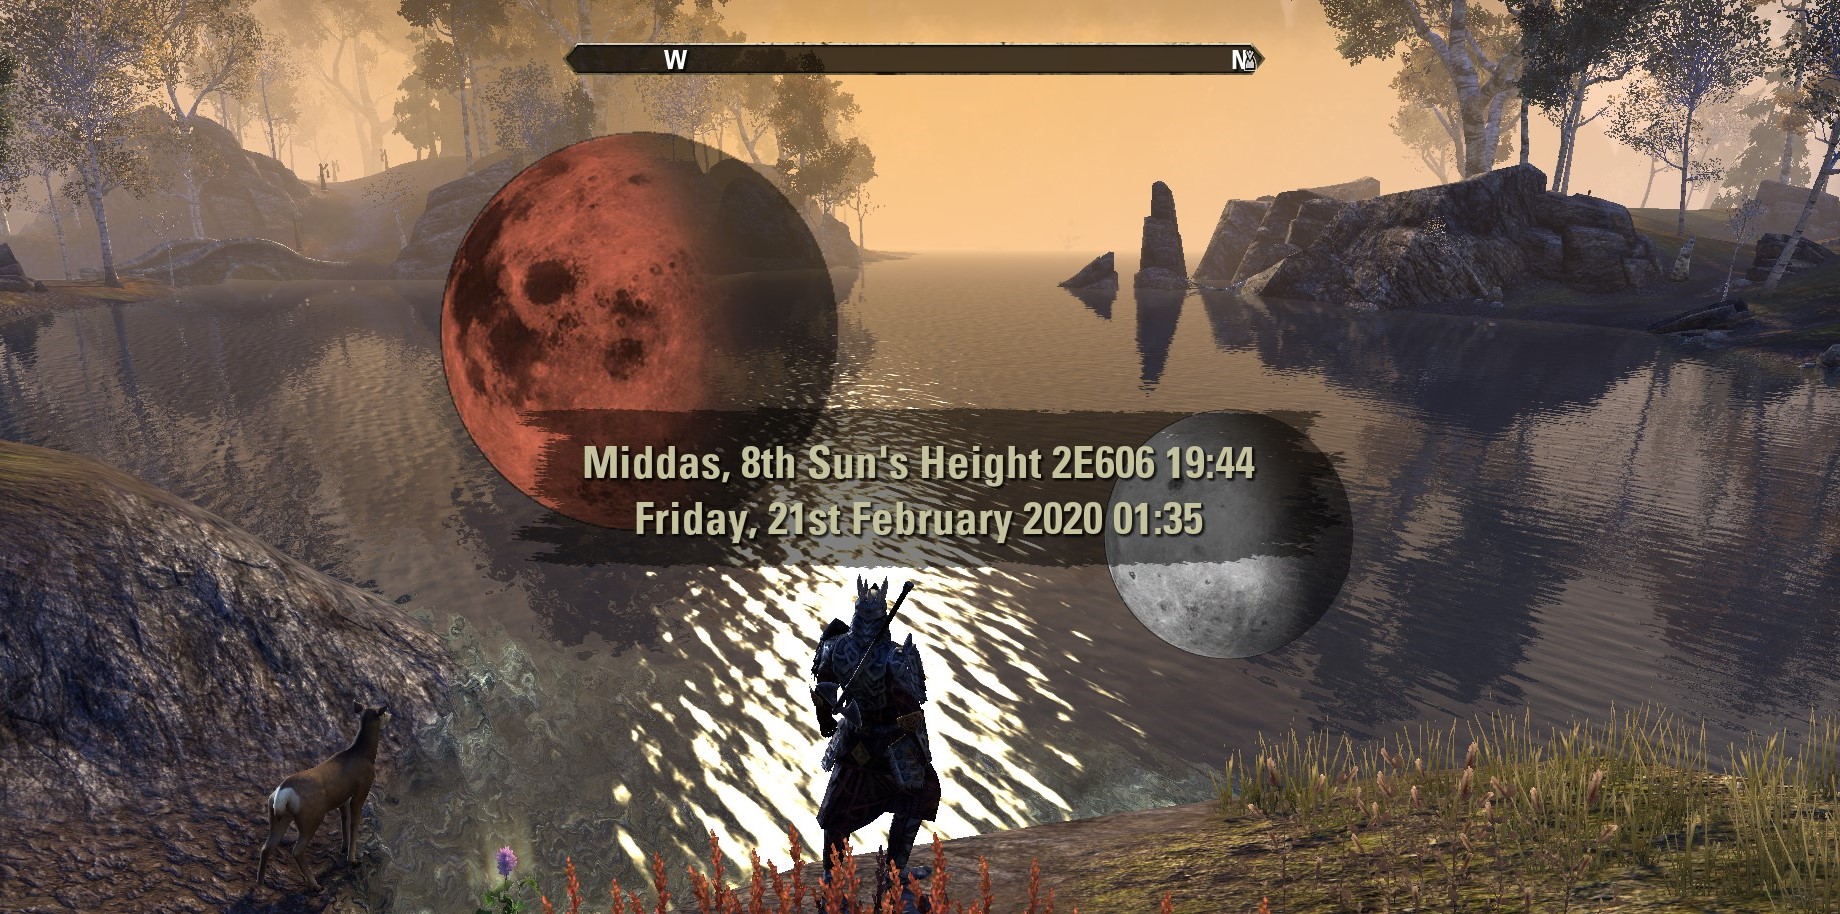 W N
Middas, 8th Sun's Height 2E606 19:44
Friday, 21st February 2020 01:35